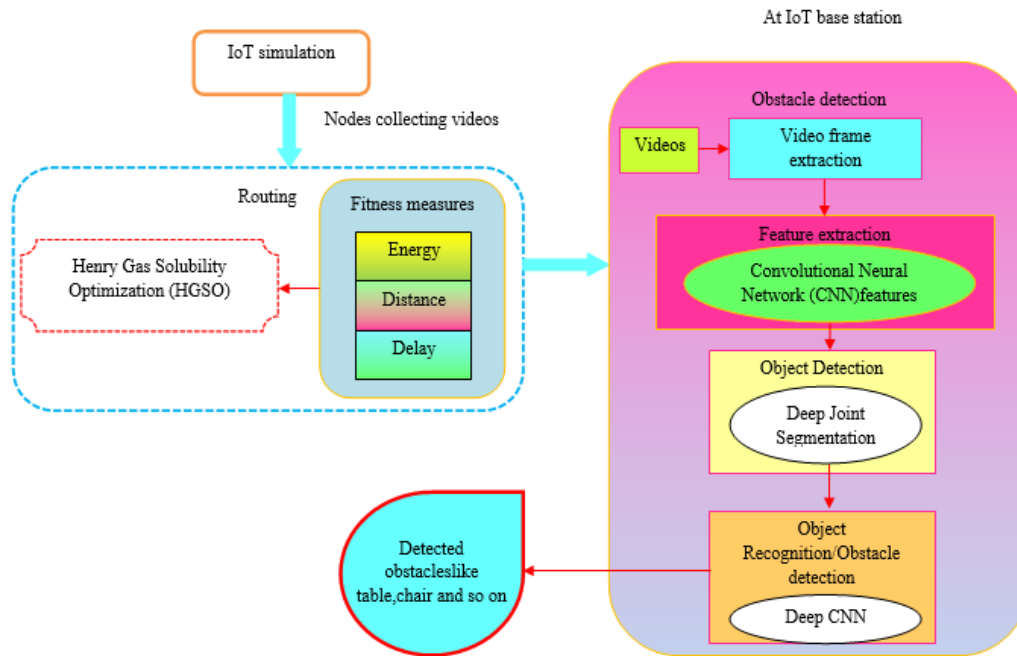 At IoT base station
IoT simulation
Nodes collecting videos
Routing
Fitness measures
Energy
Distance
Delay
Henry Gas Solubility
Optimization (HGSO)
Obstacle detection
Videos
Video frame
extraction
Feature extraction
Convolutional Neural
Network (CNN)features
Object Detection
Deep Joint
Segmentation
Object
Recognition/Obstacle
detection
Deep CNN
Detected
obstacleslike
table,chair and so on